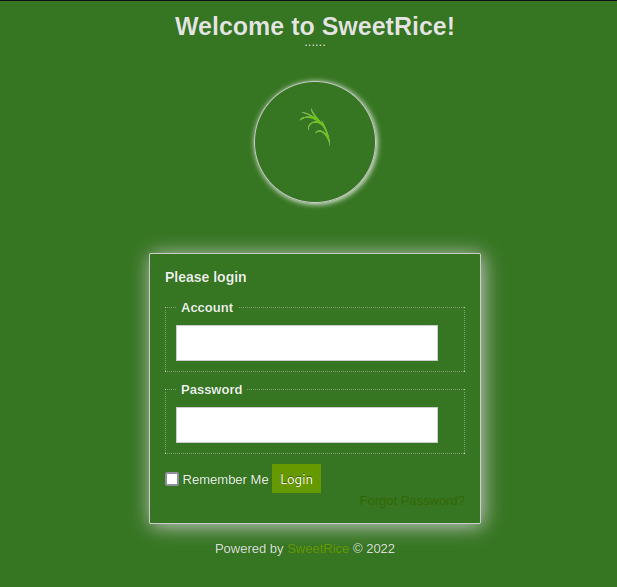 Welcome to SweetRice!
......
Please login
Account
Password
Remember Me Login
Forgot Password?
Powered by SweetRice © 2022